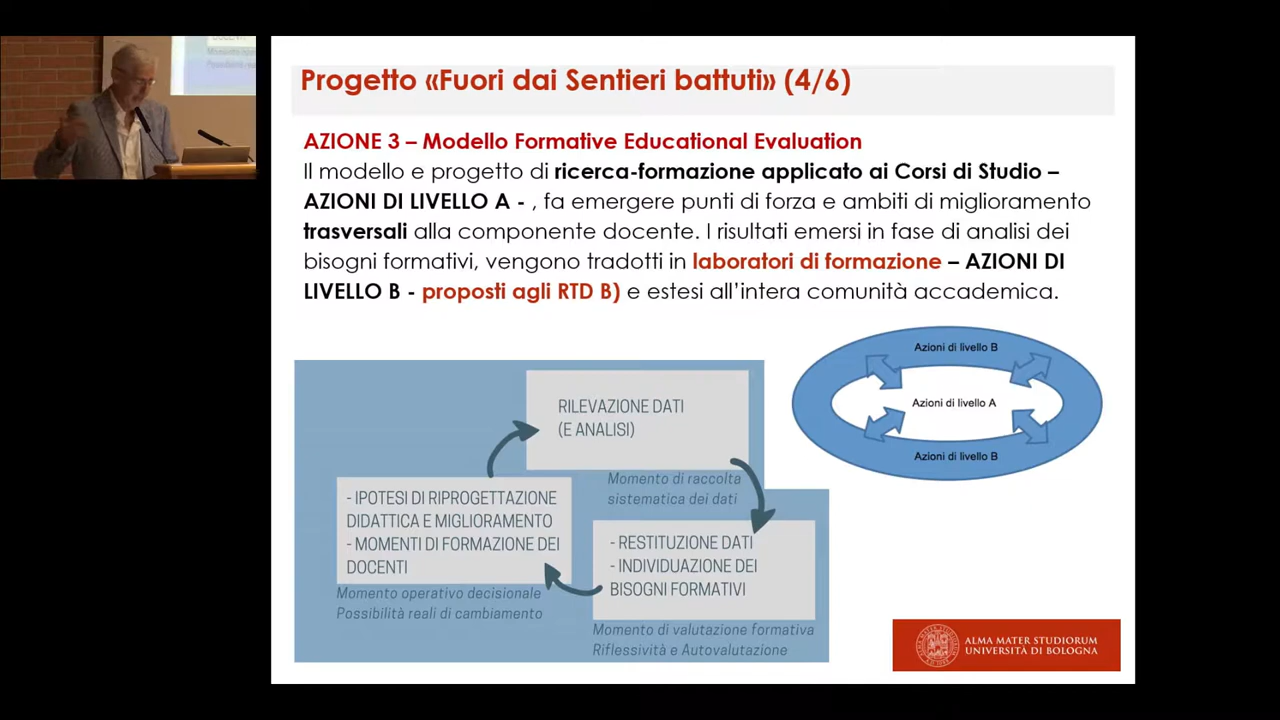 Progetto «Fuori dai Sentieri battuti» (4/6)
AZIONE 3 – Modello Formative Educational Evaluation
Il modello e progetto di ricerca-formazione applicato ai Corsi di Studio –
AZIONI DI LIVELLO A - , fa emergere punti di forza e ambiti di miglioramento
trasversali alla componente docente. I risultati emersi in fase di analisi dei
bisogni formativi, vengono tradotti in laboratori di formazione – AZIONI DI
LIVELLO B - proposti agli RTD B) e estesi all'intera comunità accademica.
RILEVAZIONE DATI
(E ANALISI)
Momento di raccolta
sistematica dei dati
- RESTITUZIONE DATI
- INDIVIDUAZIONE DEI
BISOGNI FORMATIVI
Momento di valutazione formativa
Riflessività e Autovalutazione
- IPOTESI DI RIPROGETTAZIONE
DIDATTICA E MIGLIORAMENTO
- MOMENTI DI FORMAZIONE DEI
DOCENTI
Momento operativo decisionale
Possibilità reali di cambiamento
Azioni di livello B
Azioni di livello A
Azioni di livello B
ALMA MATER STUDIORUM
UNIVERSITÀ DI BOLOGNA